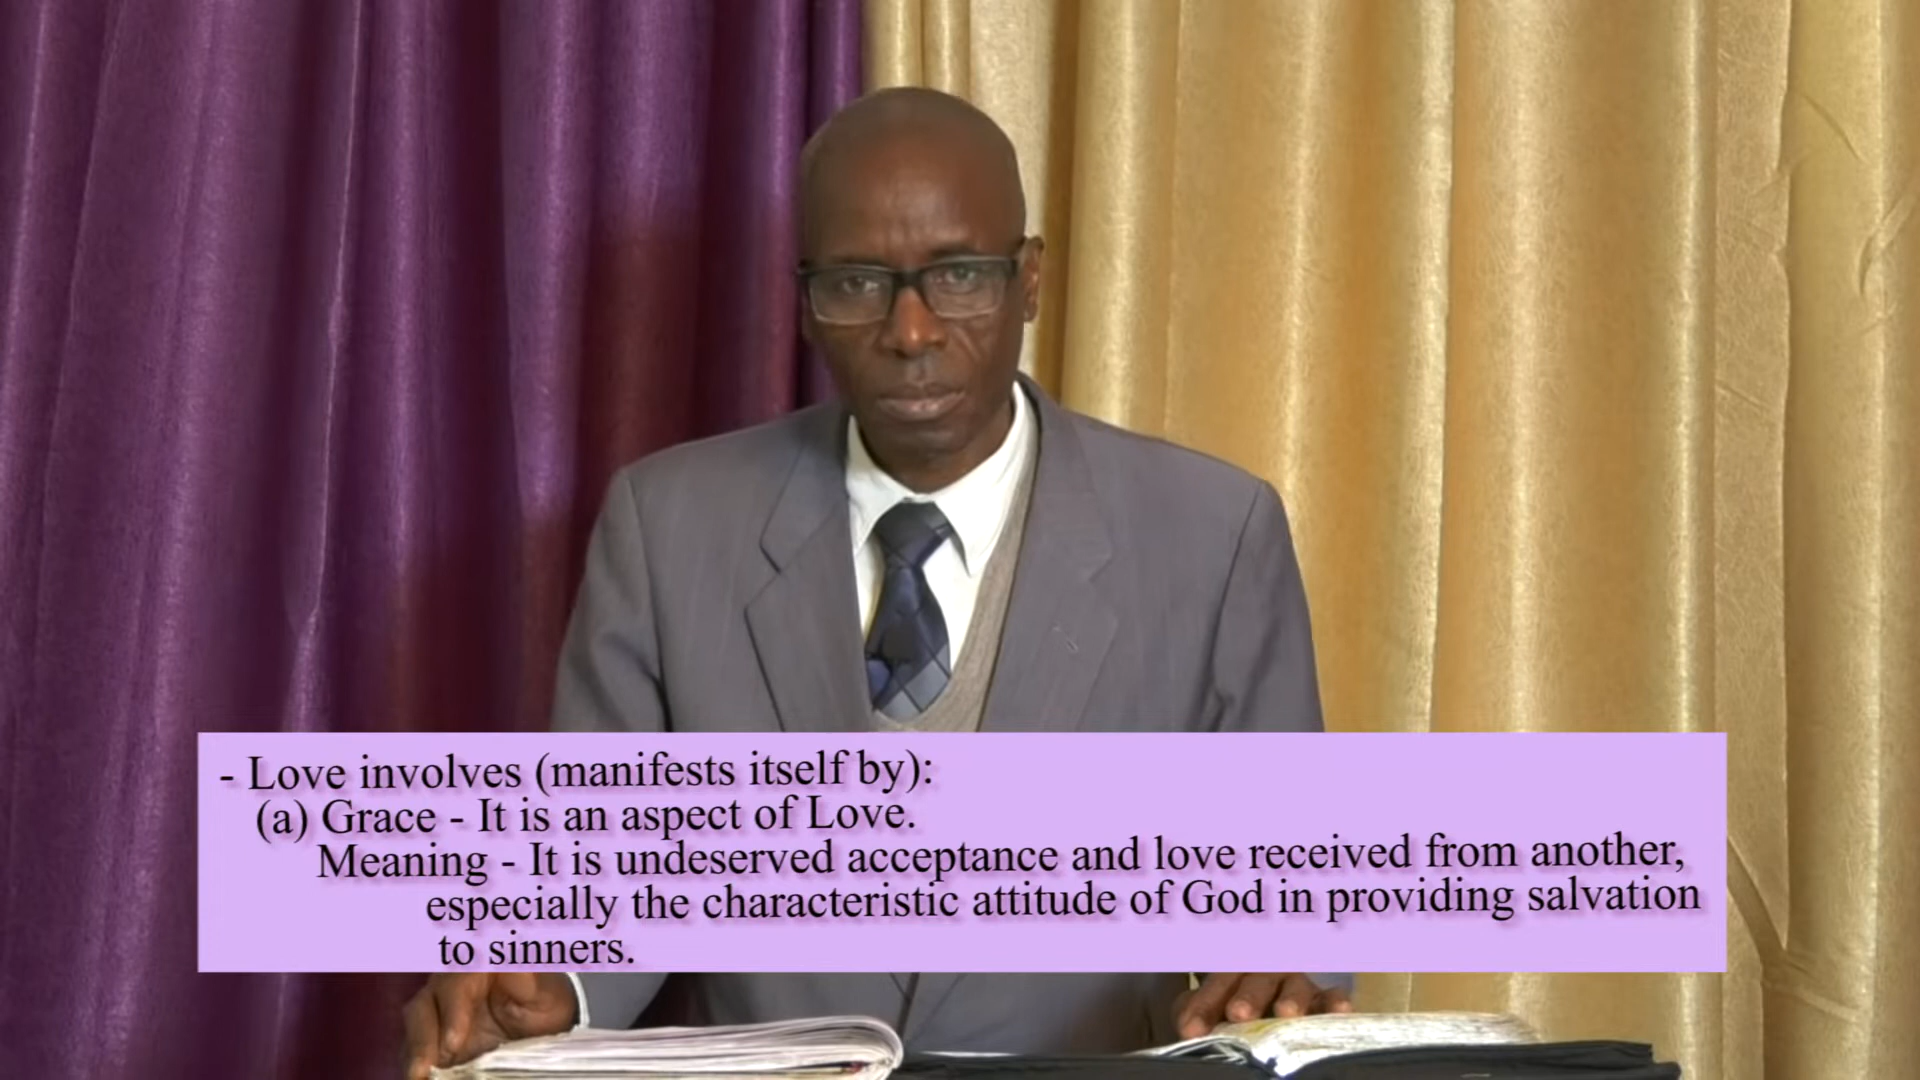 - Love involves (manifests itself by):
(a) Grace - It is an aspect of Love.
Meaning - It is undeserved acceptance and love received from another,
especially the characteristic attitude of God in providing salvation
to sinners.